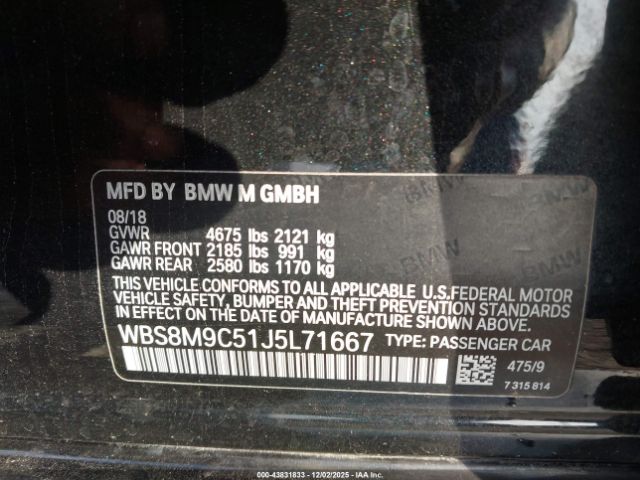 MFD BY BMW M GMBH
08/18
GVWR 4675 lbs 2121 kg
GAWR FRONT 2185 lbs 991 kg
GAWR REAR 2580 lbs 1170 kg
THIS VEHICLE CONFORMS TO ALL APPLICABLE U.S.FEDERAL MOTOR
VEHICLE SAFETY, BUMPER AND THEFT PREVENTION STANDARDS
IN EFFECT ON THE DATE OF MANUFACTURE SHOWN ABOVE.
WBS8M9C51J5L71667 TYPE: PASSENGER CAR
475/9
7 315 814
BMW
BMW
BMW
000-43831833 - 12/02/2025 - IAA Inc.